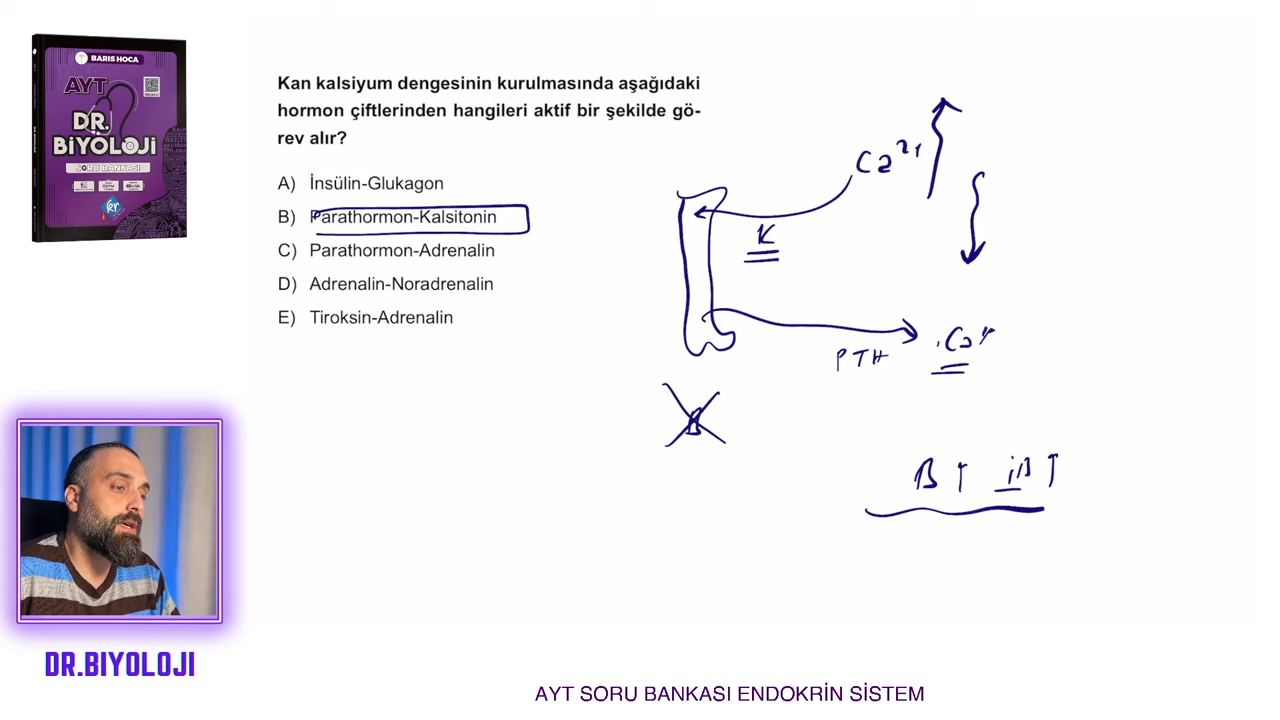 BARIS HOCA
AYT
DR.
BİYOLOJİ
SORU BANKASI
Kan kalsiyum dengesinin kurulmasında aşağıdaki
hormon çiftlerinden hangileri aktif bir şekilde gö-
rev alır?
A) İnsülin-Glukagon
B) Parathormon-Kalsitonin
C) Parathormon-Adrenalin
D) Adrenalin-Noradrenalin
E) Tiroksin-Adrenalin
Ca²⁺
K
PTH
Ca
B ↑ iB ↑
DR.BIYOLOJI
AYT SORU BANKASI ENDOKRİN SİSTEM